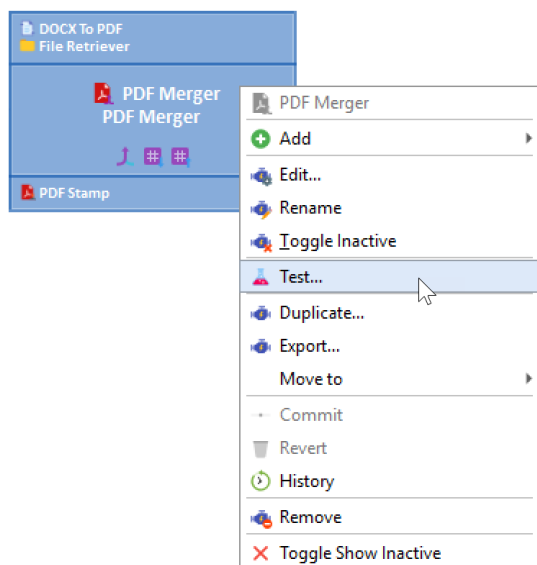 DOCX To PDF
File Retriever
PDF Merger
PDF Merger
PDF Stamp
PDF Merger
Add
Edit...
Rename
Toggle Inactive
Test...
Duplicate...
Export...
Move to
Commit
Revert
History
Remove
Toggle Show Inactive